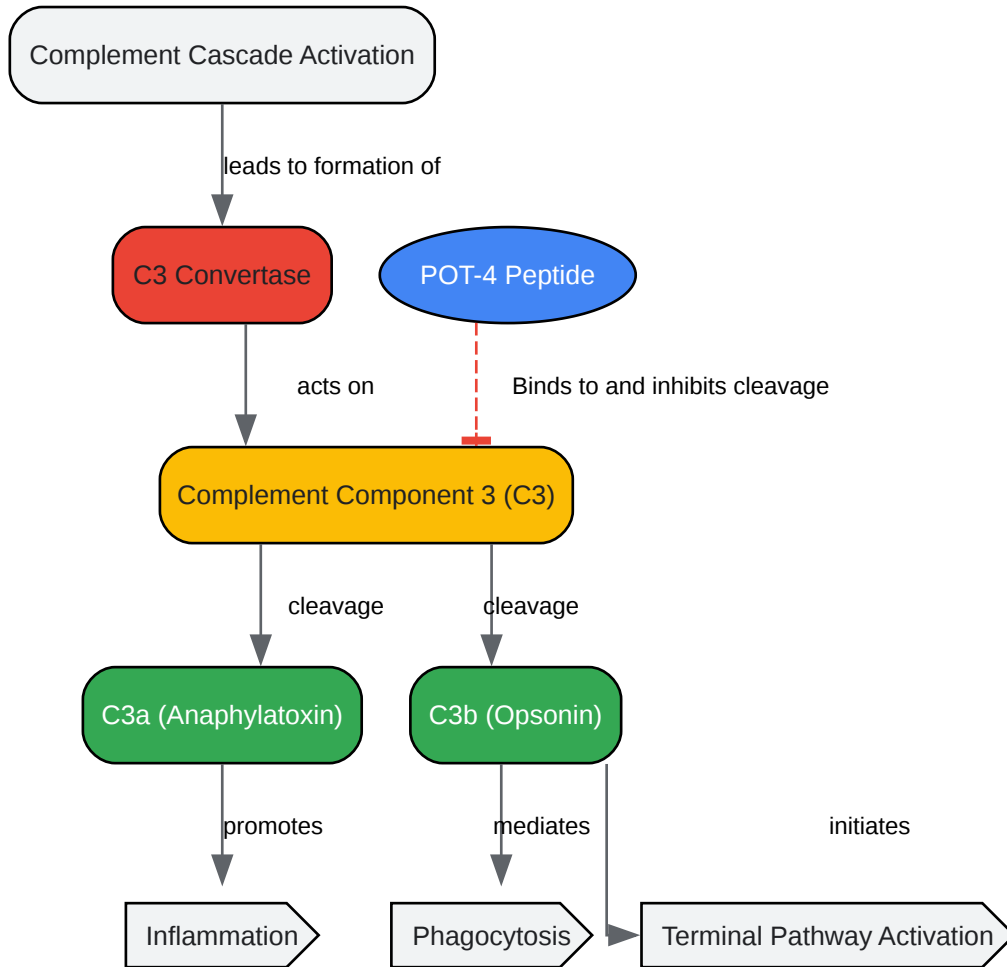 Complement Cascade Activation
leads to formation of
C3 Convertase
POT-4 Peptide
acts on
Binds to and inhibits cleavage
Complement Component 3 (C3)
cleavage
cleavage
C3a (Anaphylatoxin)
C3b (Opsonin)
promotes
mediates
initiates
Inflammation
Phagocytosis
Terminal Pathway Activation